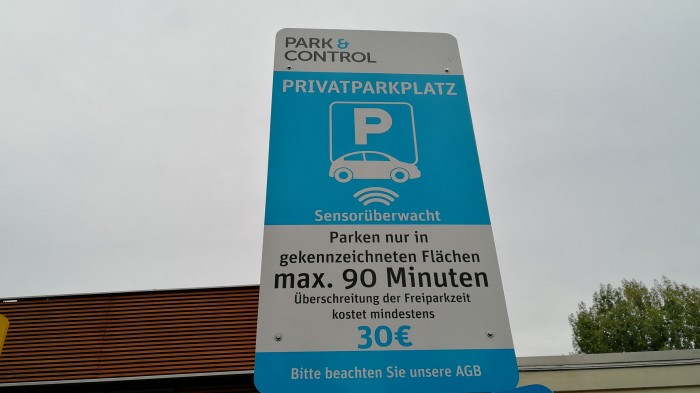 PARK &
CONTROL
PRIVATPARKPLATZ
P
Sensorüberwacht
Parken nur in
gekennzeichneten Flächen
max. 90 Minuten
Überschreitung der Freiparkzeit
kostet mindestens
30€
Bitte beachten Sie unsere AGB